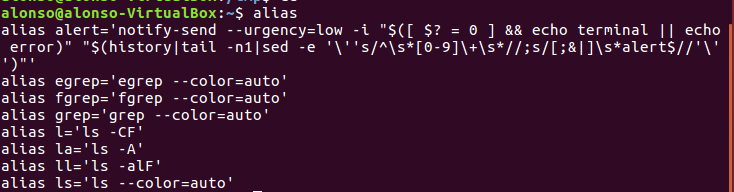 alonso@alonso-VirtualBox:~$ alias
alias alert='notify-send --urgency=low -i "$([ $? = 0 ] && echo terminal || echo
error)" "$(history|tail -n1|sed -e '\''s/^\s*[0-9]\+\s*//;s/[;&|]\s*alert$//'\'
')"'
alias egrep='egrep --color=auto'
alias fgrep='fgrep --color=auto'
alias grep='grep --color=auto'
alias l='ls -CF'
alias la='ls -A'
alias ll='ls -alF'
alias ls='ls --color=auto'